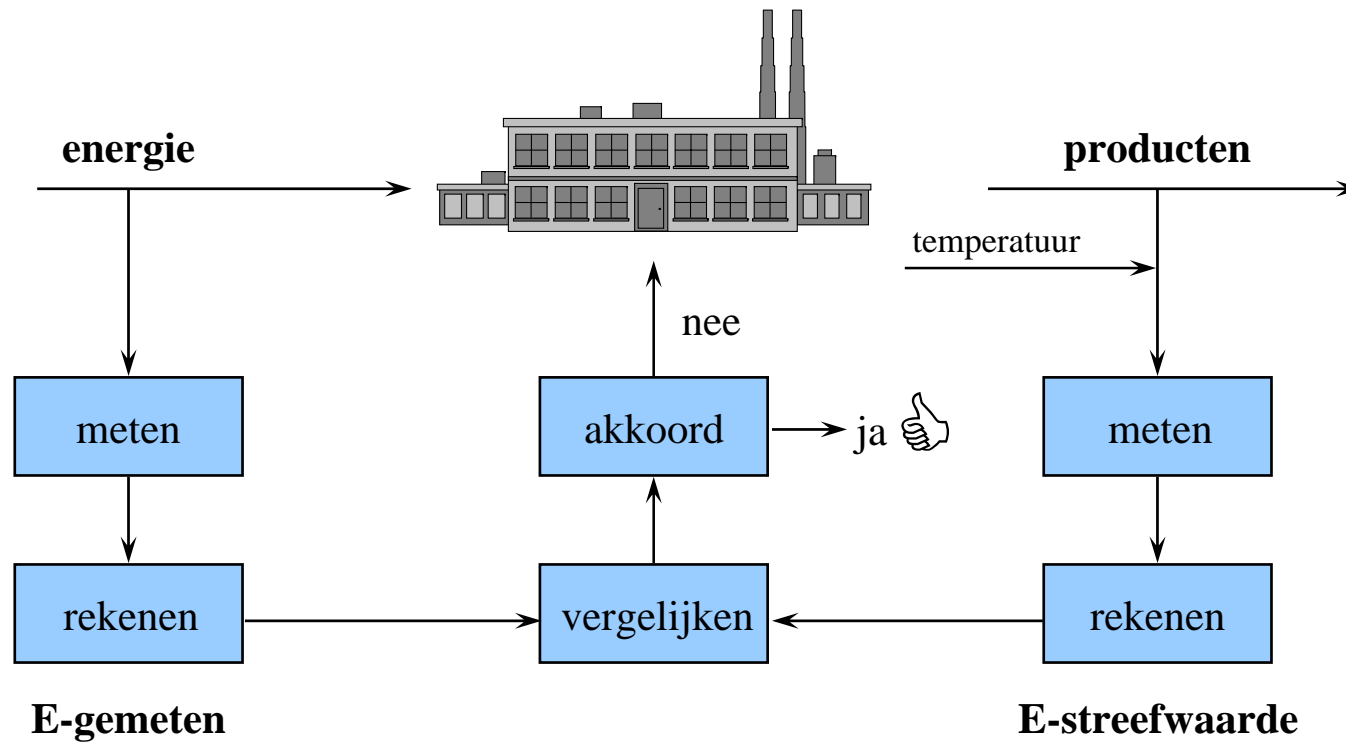 energie
producten
temperatuur
nee
meten
akkoord
ja
meten
rekenen
vergelijken
rekenen
E-gemeten
E-streefwaarde